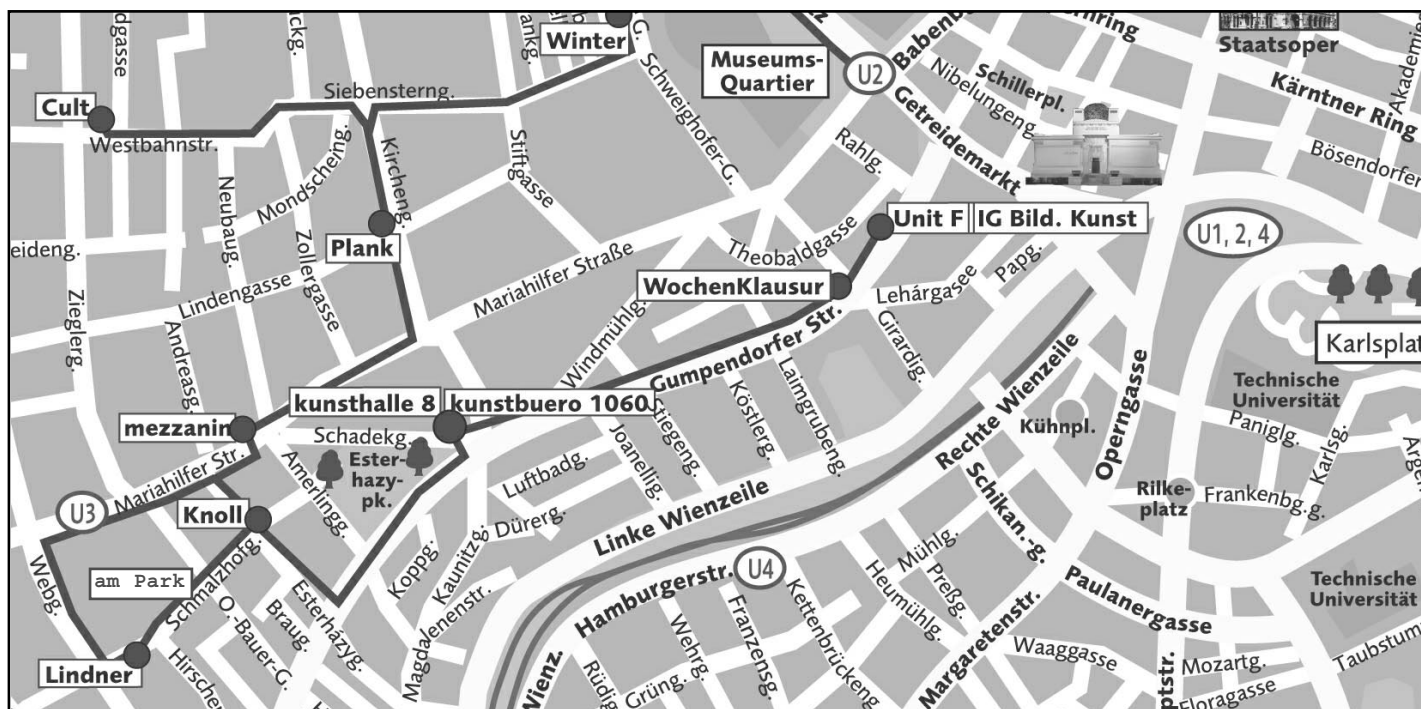 Winter
Cult
Siebensterng.
Westbahnstr.
Kircheng.
Stiftgasse
Schweighofer-G.
Museums-
Quartier
U2
Nibelungeng.
Schillerpl.
Getreidemarkt
Staatsoper
Kärntner Ring
Bösendorfer
Rahlg.
Neubaug.
Mondscheing.
Zollergasse
Plank
Lindengasse
Andreasg.
Zieglerg.
eideng.
Mariahilfer Straße
Theobaldgasse
Unit F
IG Bild. Kunst
U1, 2, 4
WochenKlausur
Lehárgasee
Papg.
Girardig.
Windmühlg.
Gumpendorfer Str.
Laimgrubeng.
Köstlerg.
Joanellig.
Karlsplat
Technische
Universität
kunsthalle 8
kunstbuero 1060
mezzanin
Schadekg.
Ester-
hazy-
pk.
Mariahilfer Str.
Amerlingg.
Luftbadg.
Dürerg.
Linke Wienzeile
Rechte Wienzeile
Kühnpl.
Operngasse
Paniglg.
Karlsg.
U3
Knoll
Webg.
am Park
Schmalzhofg.
Esterházyg.
Koppg.
Kaunitzg.
Magdalenenstr.
Hamburgerstr.
U4
Kettenbrückeng.
Heumühlg.
Mühlg.
Preßg.
Schikan.-g.
Rilke-
platz
Frankenbg.g.
Technische
Universität
Paulanergasse
Margaretenstr.
Waaggasse
Mozartg.
Floragasse
Taubstum
ptstr.
Lindner
O.-Bauer-G.
Braug.
Wienz.
Wehrg.
Franzensg.
Grüng.